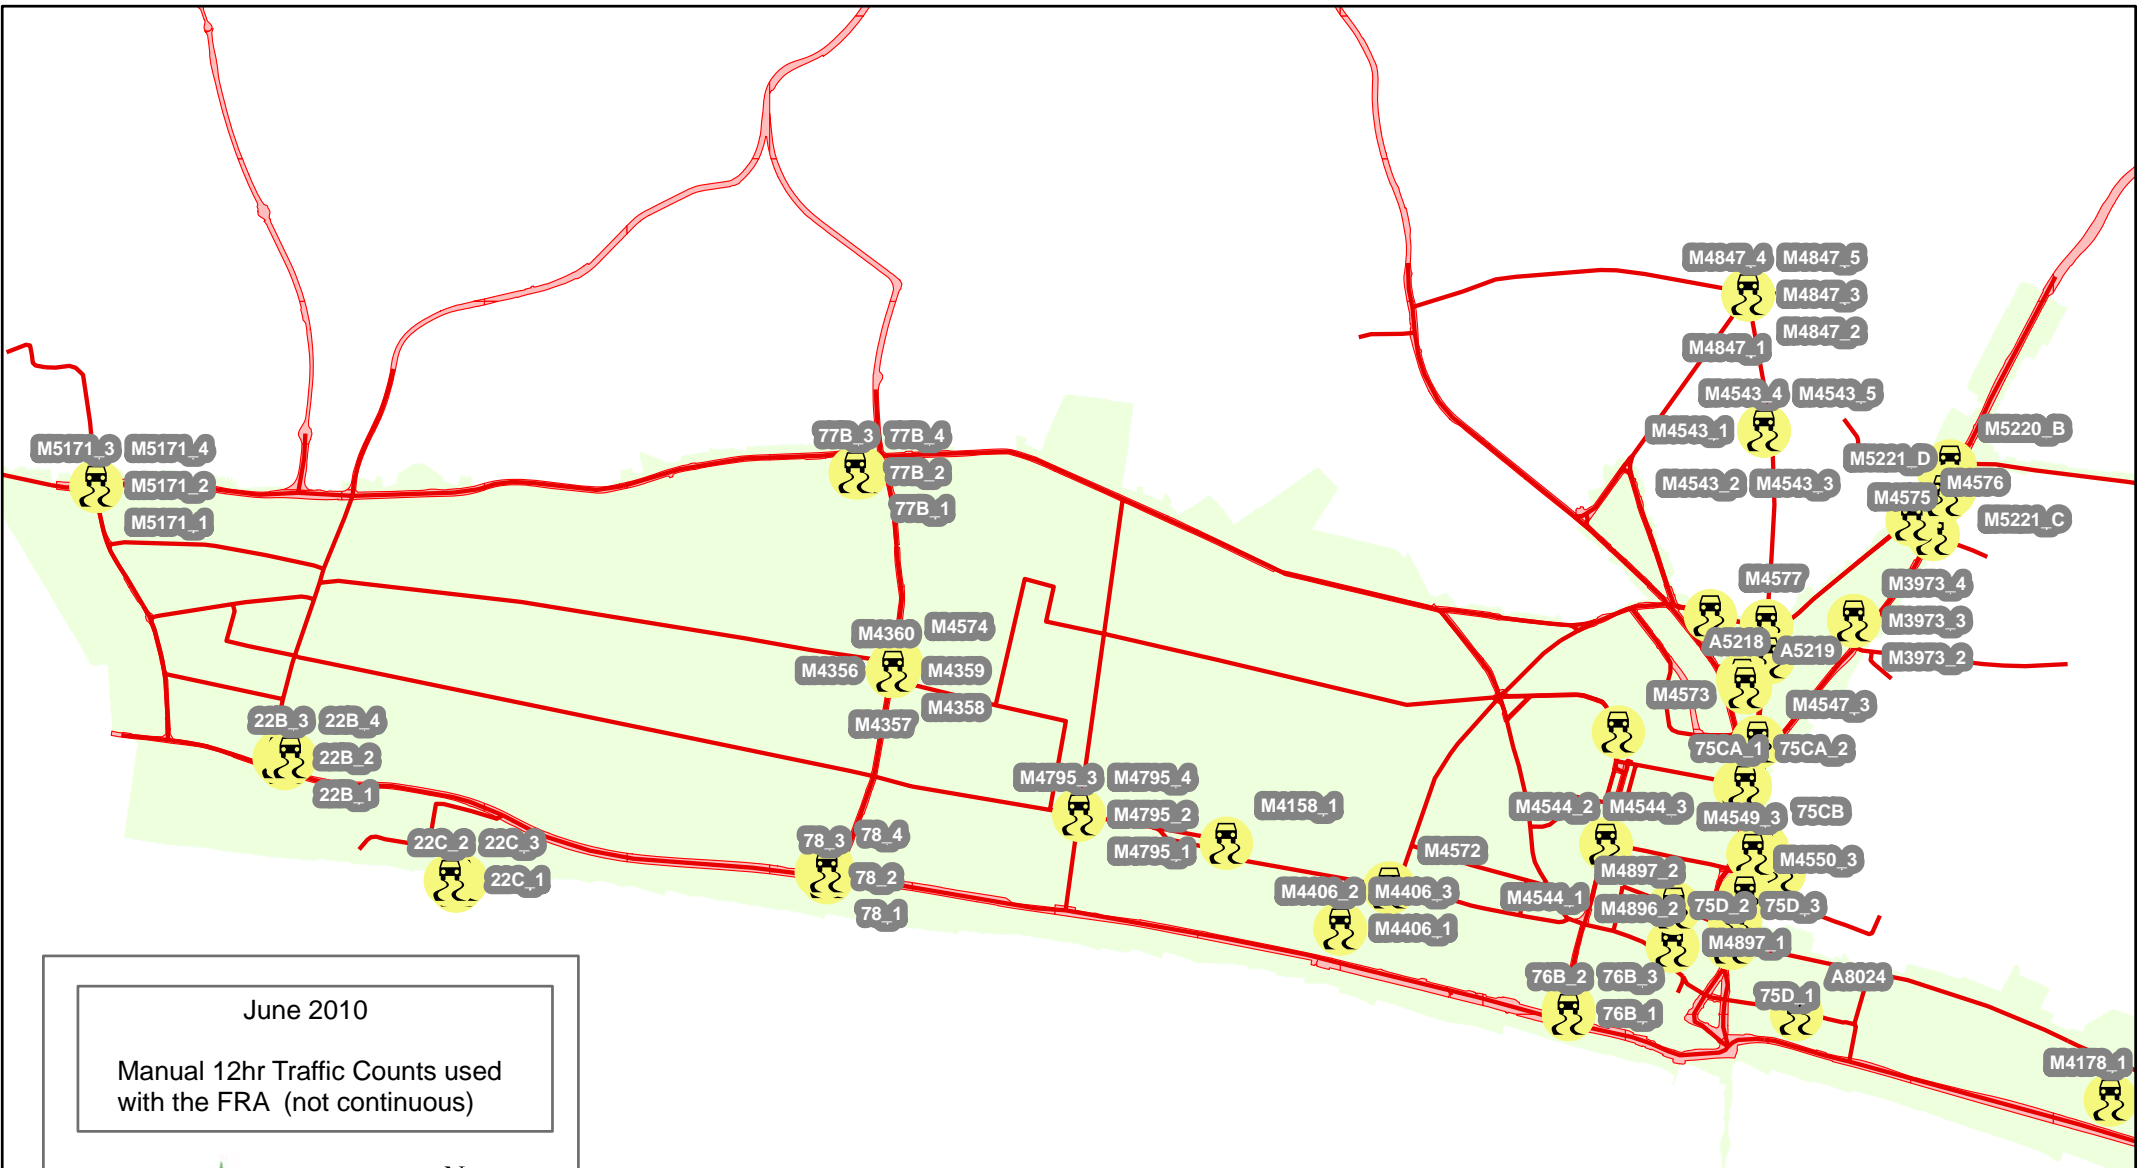 M4847_4 M4847_5
M4847_3
M4847_2
M4847_1
M4543_4 M4543_5
M4543_1
M4543_2 M4543_3
M5220_B
M5221_D
M4576
M4575
M5221_C
M5171_3 M5171_4
M5171_2
M5171_1
77B_3 77B_4
77B_2
77B_1
M4577
M3973_4
M3973_3
M3973_2
A5218
A5219
M4573
M4547_3
M4360 M4574
M4356 M4359
M4358
M4357
22B_3 22B_4
22B_2
22B_1
75CA_1 75CA_2
M4795_3 M4795_4
M4795_2
M4795_1
M4158_1
M4544_2 M4544_3
M4549_3 75CB
M4550_3
22C_2 22C_3
22C_1
78_3 78_4
78_2
78_1
M4572
M4897_2
M4406_2 M4406_3
M4406_1
M4544_1
M4896_2
75D_2 75D_3
M4897_1
76B_2 76B_3
76B_1
75D_1
A8024
M4178_1
June 2010
Manual 12hr Traffic Counts used
with the FRA (not continuous)
N